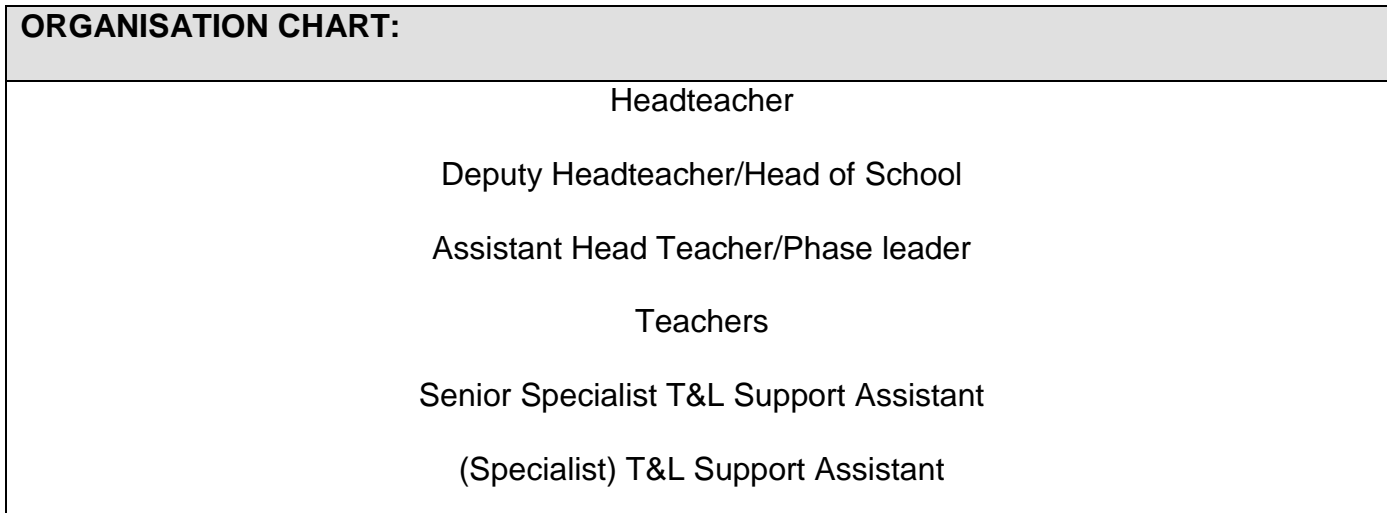 ORGANISATION CHART:
Headteacher
Deputy Headteacher/Head of School
Assistant Head Teacher/Phase leader
Teachers
Senior Specialist T&L Support Assistant
(Specialist) T&L Support Assistant